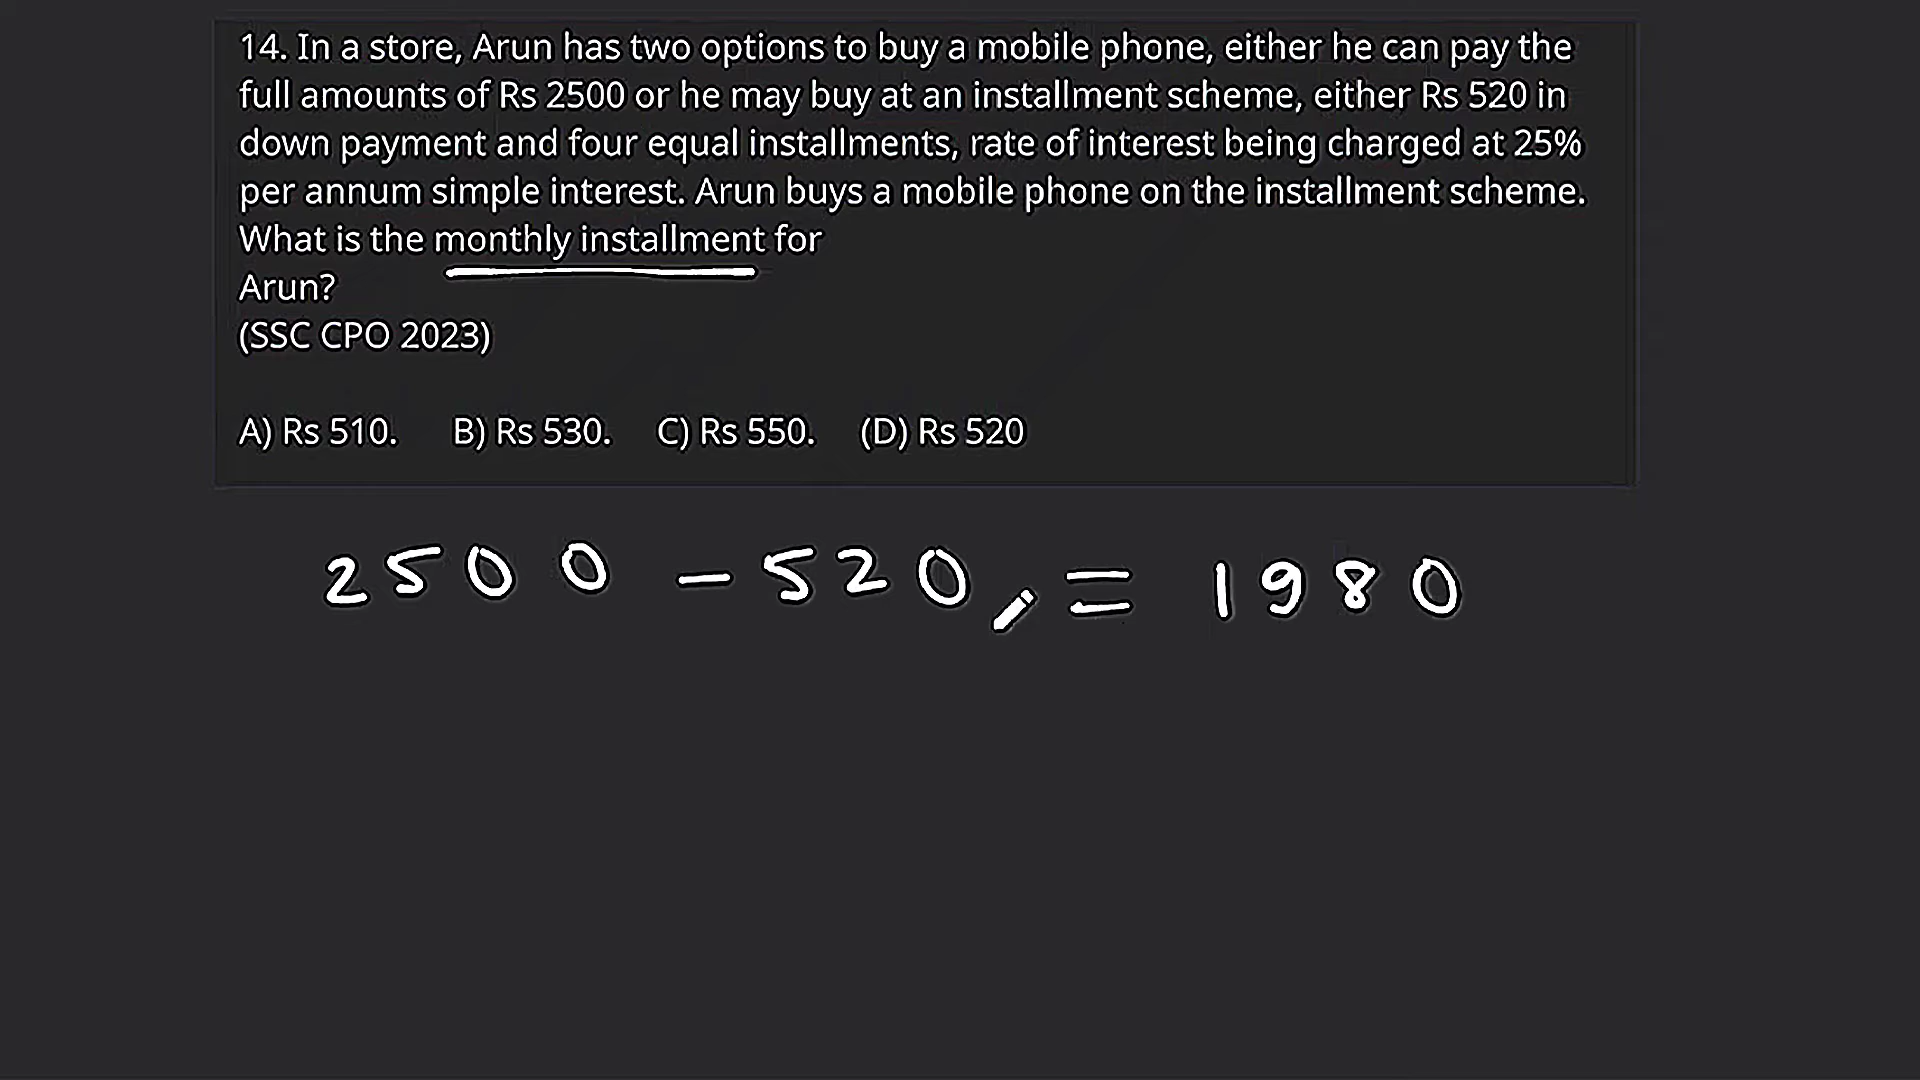 14. In a store, Arun has two options to buy a mobile phone, either he can pay the
full amounts of Rs 2500 or he may buy at an installment scheme, either Rs 520 in
down payment and four equal installments, rate of interest being charged at 25%
per annum simple interest. Arun buys a mobile phone on the installment scheme.
What is the monthly installment for
Arun?
(SSC CPO 2023)
A) Rs 510. B) Rs 530. C) Rs 550. (D) Rs 520
2500 - 520 = 1980